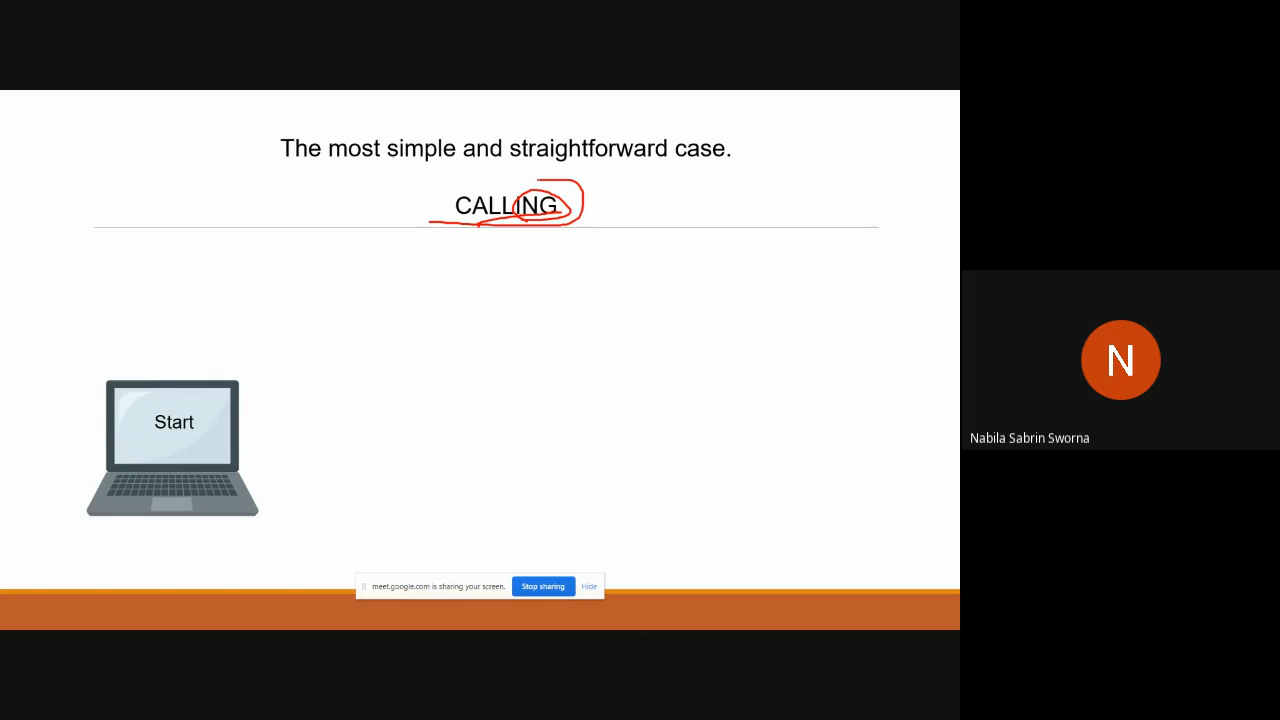 The most simple and straightforward case.
CALLING
Start
meet.google.com is sharing your screen. Stop sharing Hide
N
Nabila Sabrin Sworna